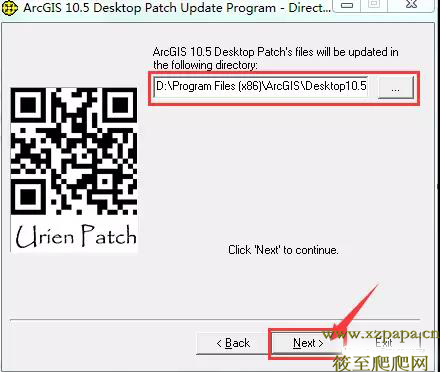 ArcGIS 10.5 Desktop Patch Update Program - Direct...
ArcGIS 10.5 Desktop Patch's files will be updated in
the following directory:
D:\Program Files (x86)\ArcGIS\Desktop10.5
...
Urien Patch
Click 'Next' to continue.
< Back
Next >
Exit
www.xzpapa.cn
筱至爬爬网